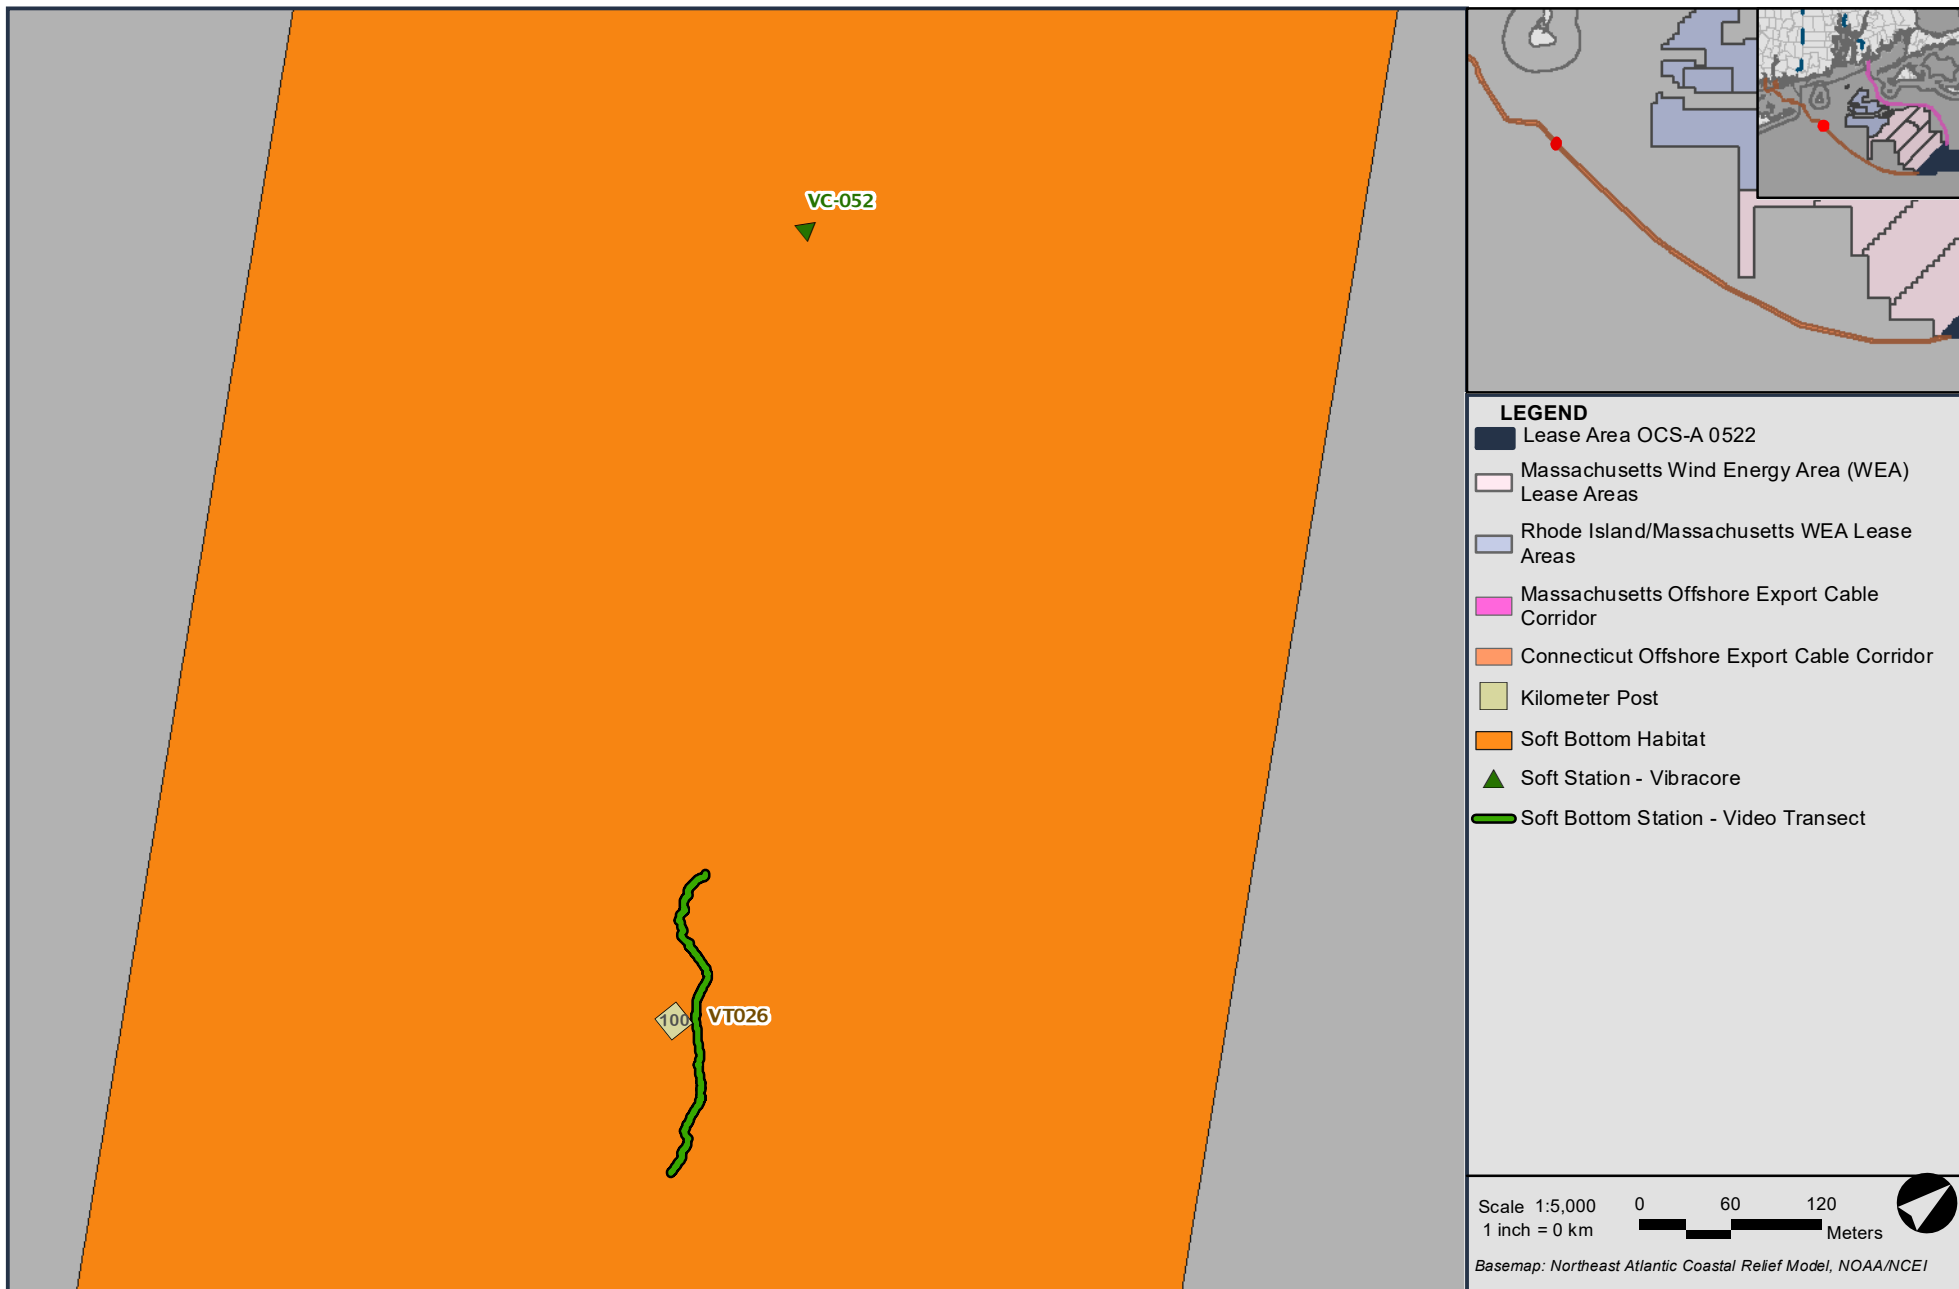 VC-052
100
VT026
LEGEND
Lease Area OCS-A 0522
Massachusetts Wind Energy Area (WEA)
Lease Areas
Rhode Island/Massachusetts WEA Lease
Areas
Massachusetts Offshore Export Cable
Corridor
Connecticut Offshore Export Cable Corridor
Kilometer Post
Soft Bottom Habitat
Soft Station - Vibracore
Soft Bottom Station - Video Transect
Scale 1:5,000
1 inch = 0 km
0 60 120
Meters
Basemap: Northeast Atlantic Coastal Relief Model, NOAA/NCEI